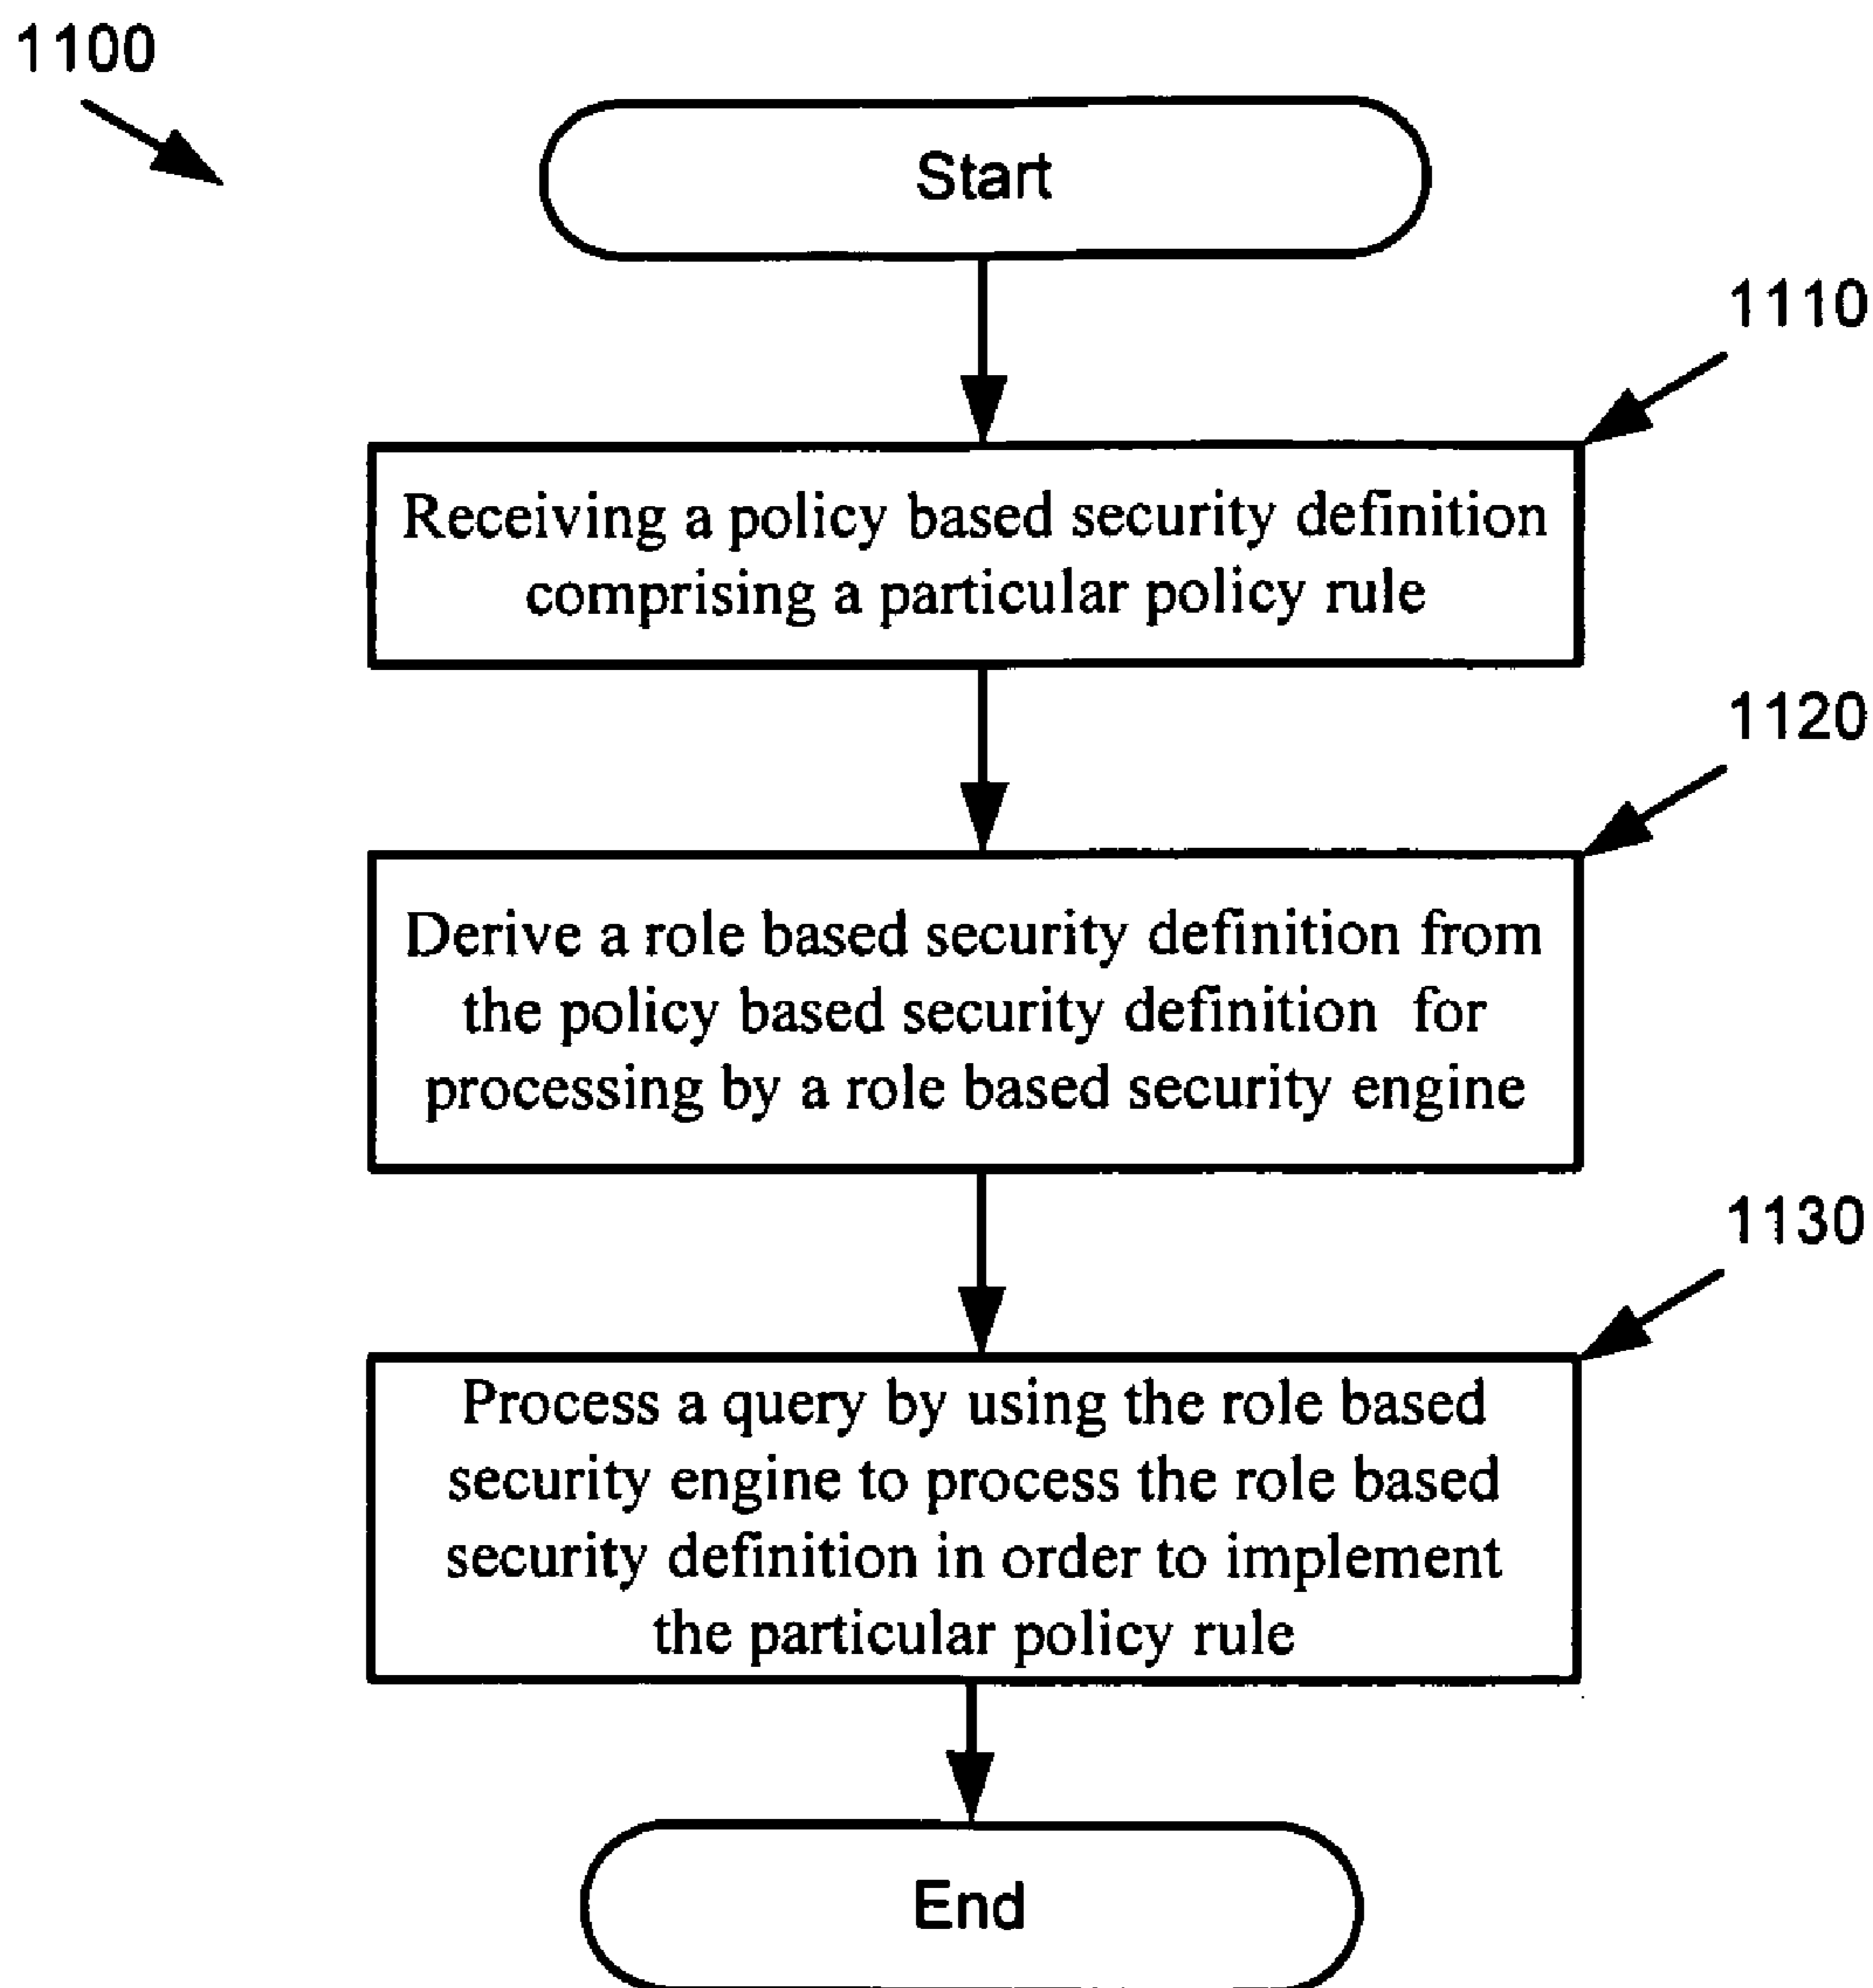 1100
Start
1110
Receiving a policy based security definition
comprising a particular policy rule
1120
Derive a role based security definition from
the policy based security definition for
processing by a role based security engine
1130
Process a query by using the role based
security engine to process the role based
security definition in order to implement
the particular policy rule
End